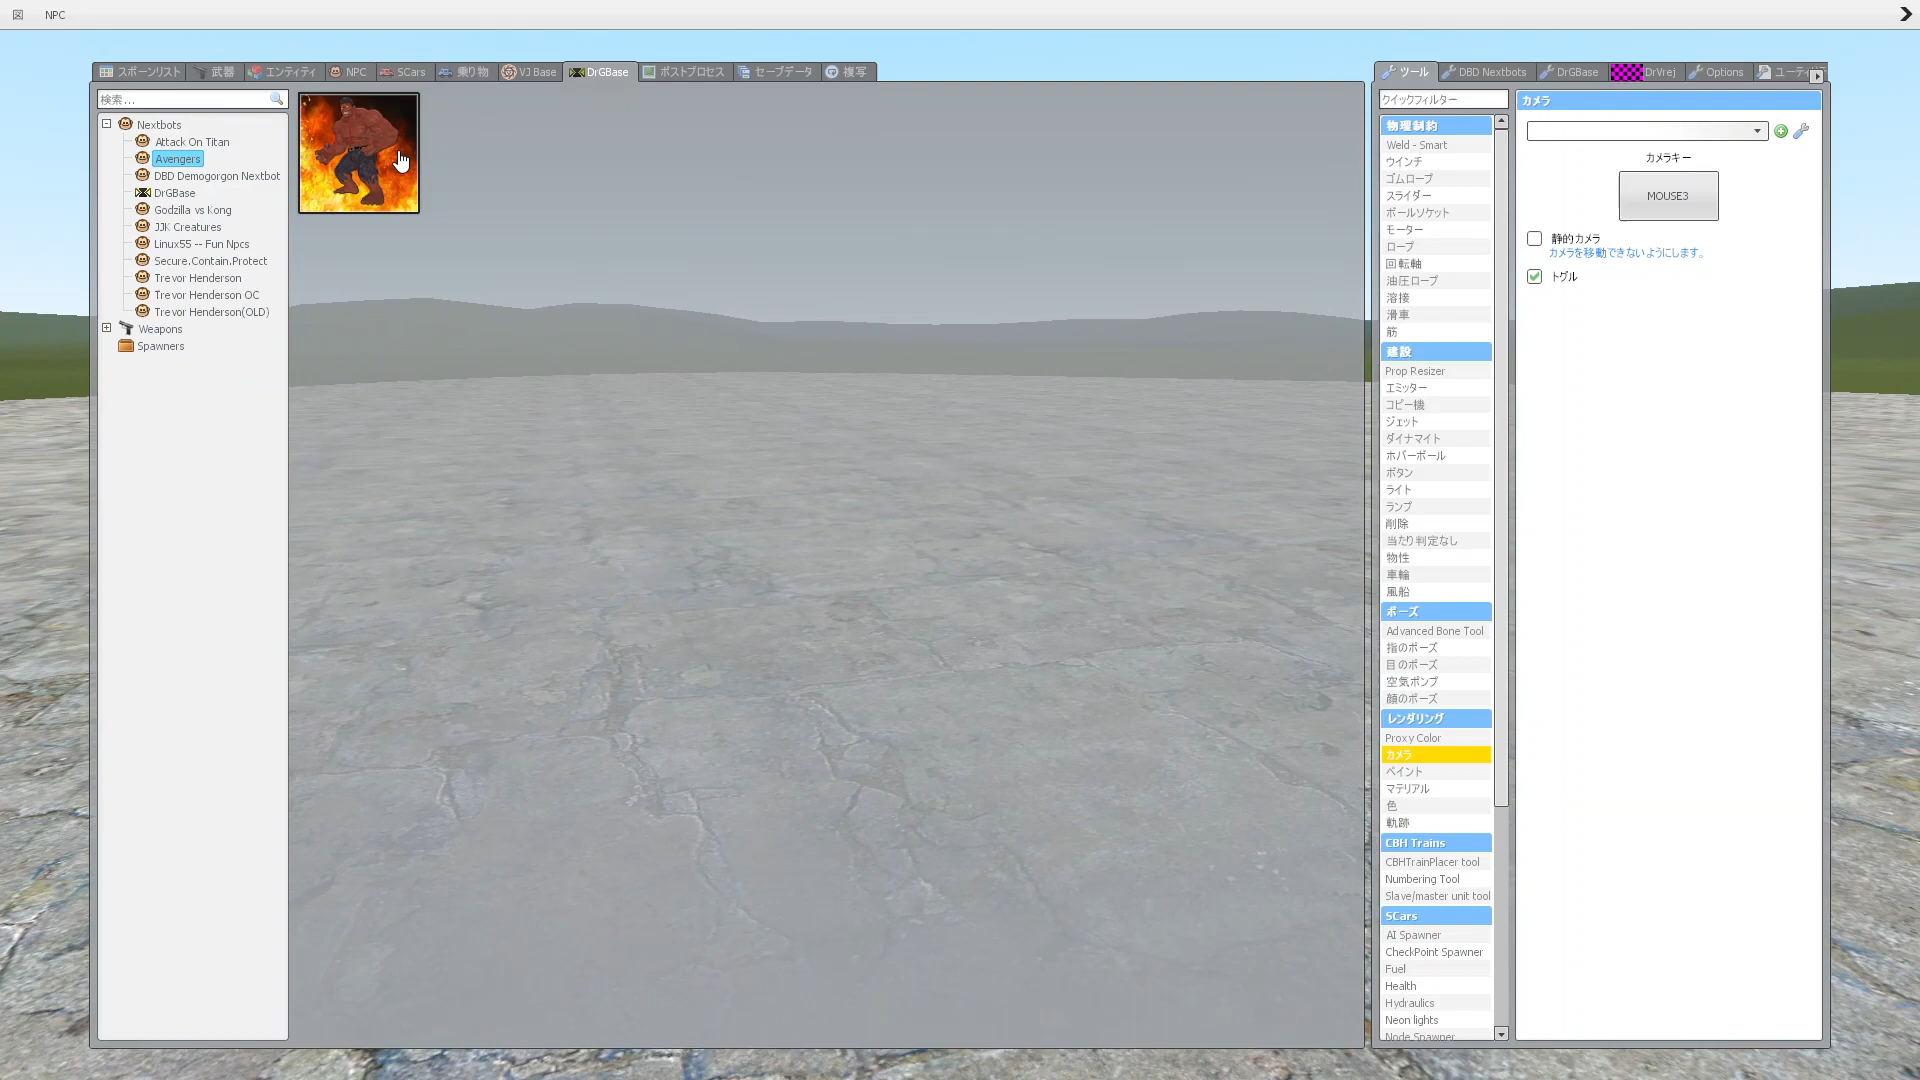 NPC
スポーンリスト
武器
エンティティ
NPC
SCars
乗り物
VJ Base
DrGBase
ポストプロセス
セーブデータ
複写
検索...
Nextbots
Attack On Titan
Avengers
DBD Demogorgon Nextbot
DrGBase
Godzilla vs Kong
JJK Creatures
Linux55 -- Fun Npcs
Secure.Contain.Protect
Trevor Henderson
Trevor Henderson OC
Trevor Henderson(OLD)
Weapons
Spawners
ツール
DBD Nextbots
DrGBase
DrVrej
Options
ユーティ
クイックフィルター
物理制約
Weld - Smart
ウインチ
ゴムロープ
スライダー
ボールソケット
モーター
ロープ
回転軸
油圧ロープ
溶接
滑車
筋
建設
Prop Resizer
エミッター
コピー機
ジェット
ダイナマイト
ホバーボール
ボタン
ライト
ランプ
削除
当たり判定なし
物性
車輪
風船
ポーズ
Advanced Bone Tool
指のポーズ
目のポーズ
空気ポンプ
顔のポーズ
レンダリング
Proxy Color
カメラ
ペイント
マテリアル
色
軌跡
CBH Trains
CBHTrainPlacer tool
Numbering Tool
Slave/master unit tool
SCars
AI Spawner
CheckPoint Spawner
Fuel
Health
Hydraulics
Neon lights
Node Spawner
カメラ
カメラキー
MOUSE3
静的カメラ
カメラを移動できないようにします。
トグル